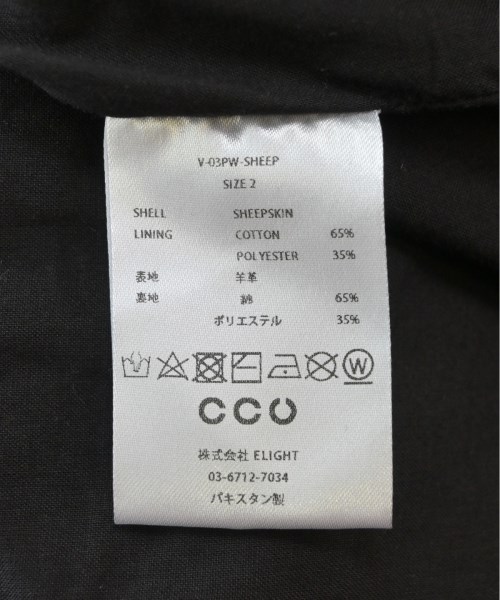 V-03PW-SHEEP
SIZE 2
SHELL SHEEPSKIN
LINING COTTON 65%
POLYESTER 35%
表地 羊革
裏地 綿 65%
ポリエステル 35%
W
CCU
株式会社 ELIGHT
03-6712-7034
パキスタン製